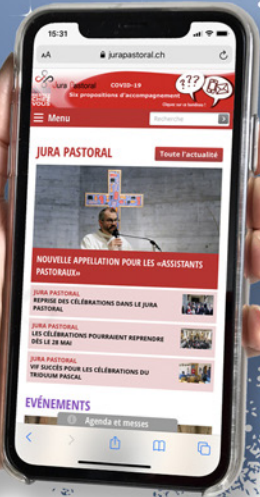 15:31
AA
jurapastoral.ch
Jura Pastoral
COVID-19
Six propositions d'accompagnement
???
Cliquez sur le bandeau !
Menu
Recherche
JURA PASTORAL
Toute l'actualité
NOUVELLE APPELLATION POUR LES «ASSISTANTS
PASTORAUX»
JURA PASTORAL
REPRISE DES CÉLÉBRATIONS DANS LE JURA
PASTORAL
JURA PASTORAL
LES CÉLÉBRATIONS POURRAIENT REPRENDRE
DÈS LE 28 MAI
JURA PASTORAL
VIF SUCCÈS POUR LES CÉLÉBRATIONS DU
TRIDUUM PASCAL
EVÉNEMENTS
Agenda et messes